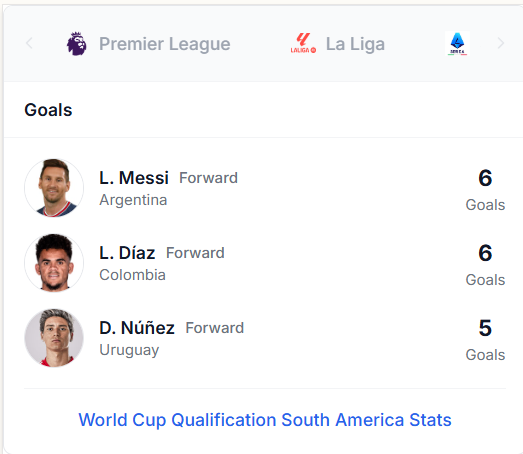 Premier League
LALIGA
La Liga
Goals
L. Messi Forward
Argentina
6
Goals
L. Díaz Forward
Colombia
6
Goals
D. Núñez Forward
Uruguay
5
Goals
World Cup Qualification South America Stats